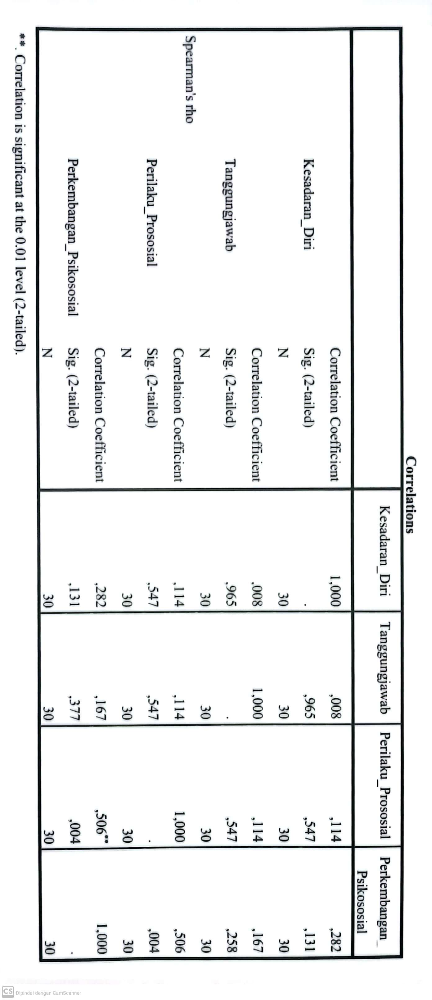 Correlations
Kesadaran_Diri Tanggungjawab Perilaku_Prososial Perkembangan_
Psikososial
Correlation Coefficient 1,000 ,008 ,114 ,282
Kesadaran_Diri Sig. (2-tailed) . ,965 ,547 ,131
N 30 30 30 30
Correlation Coefficient ,008 1,000 ,114 ,167
Tanggungjawab Sig. (2-tailed) ,965 . ,547 ,258
N 30 30 30 30
Spearman's rho
Correlation Coefficient ,114 ,114 1,000 ,506
Perilaku_Prososial Sig. (2-tailed) ,547 ,547 . ,004
N 30 30 30 30
Correlation Coefficient ,282 ,167 ,506** 1,000
Perkembangan_Psikososial Sig. (2-tailed) ,131 ,377 ,004 .
N 30 30 30 30
**. Correlation is significant at the 0.01 level (2-tailed).
CS Dipindai dengan CamScanner